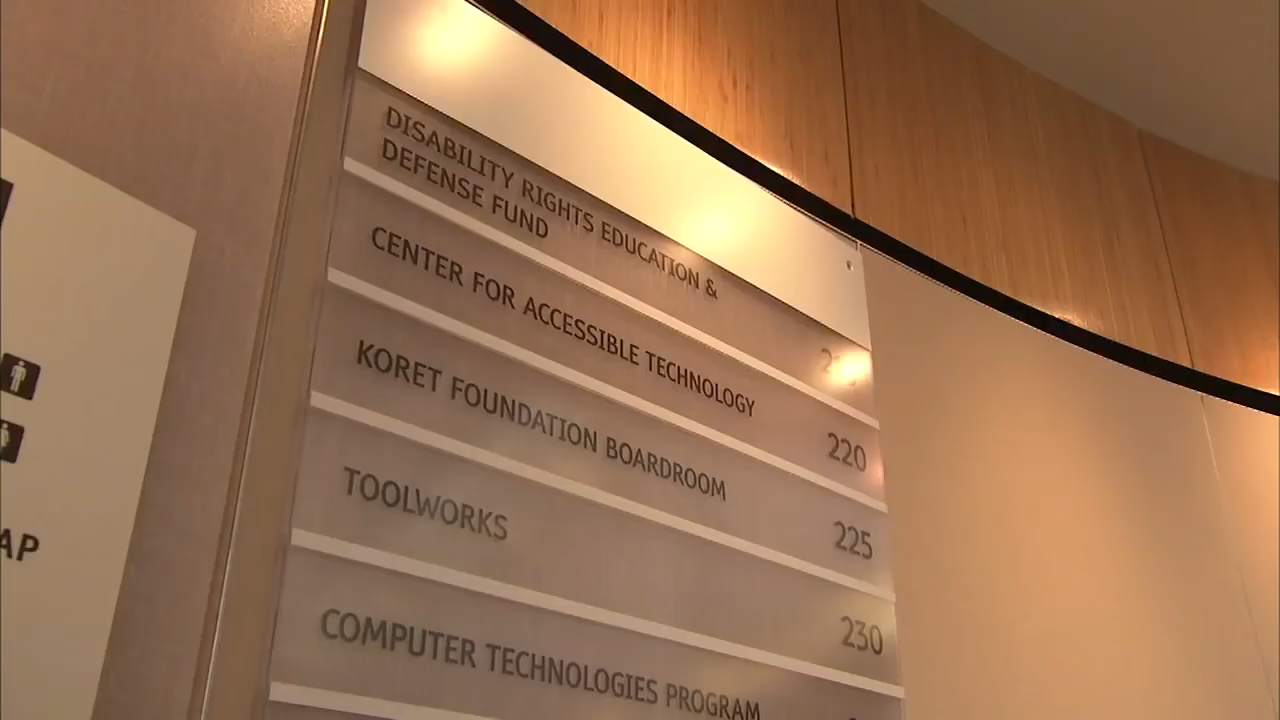 DISABILITY RIGHTS EDUCATION &
DEFENSE FUND
CENTER FOR ACCESSIBLE TECHNOLOGY
220
KORET FOUNDATION BOARDROOM
225
TOOLWORKS
230
COMPUTER TECHNOLOGIES PROGRAM
AP